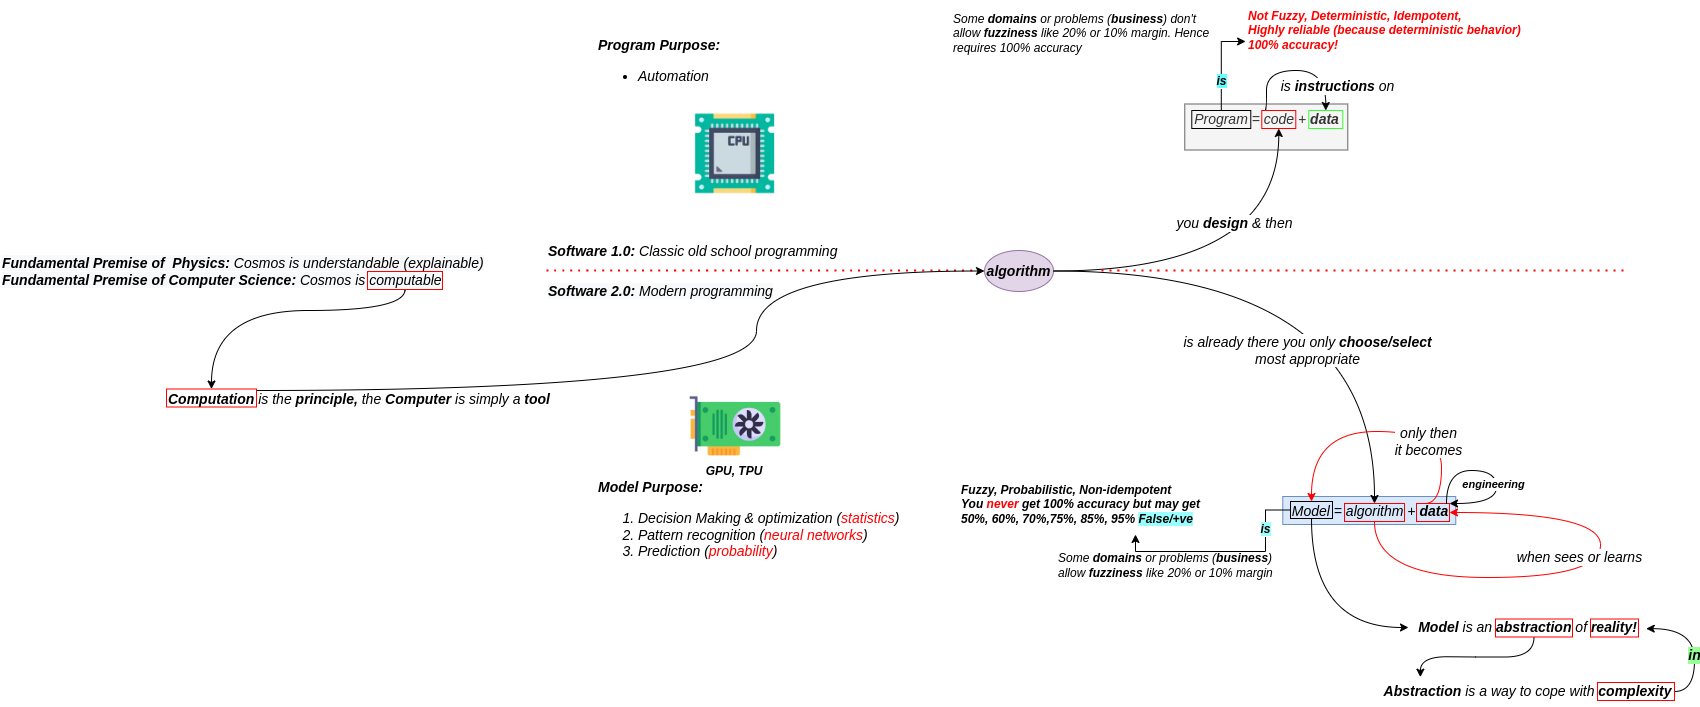 Some domains or problems (business) don't
allow fuzziness like 20% or 10% margin. Hence
requires 100% accuracy
Not Fuzzy, Deterministic, Idempotent,
Highly reliable (because deterministic behavior)
100% accuracy!
Program Purpose:
• Automation
is
is instructions on
Program = code + data
CPU
you design & then
Software 1.0: Classic old school programming
Fundamental Premise of  Physics: Cosmos is understandable (explainable)
Fundamental Premise of Computer Science: Cosmos is computable
algorithm
Software 2.0: Modern programming
is already there you only choose/select
most appropriate
Computation is the principle, the Computer is simply a tool
only then
it becomes
GPU, TPU
Model Purpose:
1. Decision Making & optimization (statistics)
2. Pattern recognition (neural networks)
3. Prediction (probability)
Fuzzy, Probabilistic, Non-idempotent
You never get 100% accuracy but may get
50%, 60%, 70%,75%, 85%, 95% False/+ve
engineering
Model = algorithm + data
is
Some domains or problems (business)
allow fuzziness like 20% or 10% margin
when sees or learns
Model is an abstraction of reality!
in
Abstraction is a way to cope with complexity